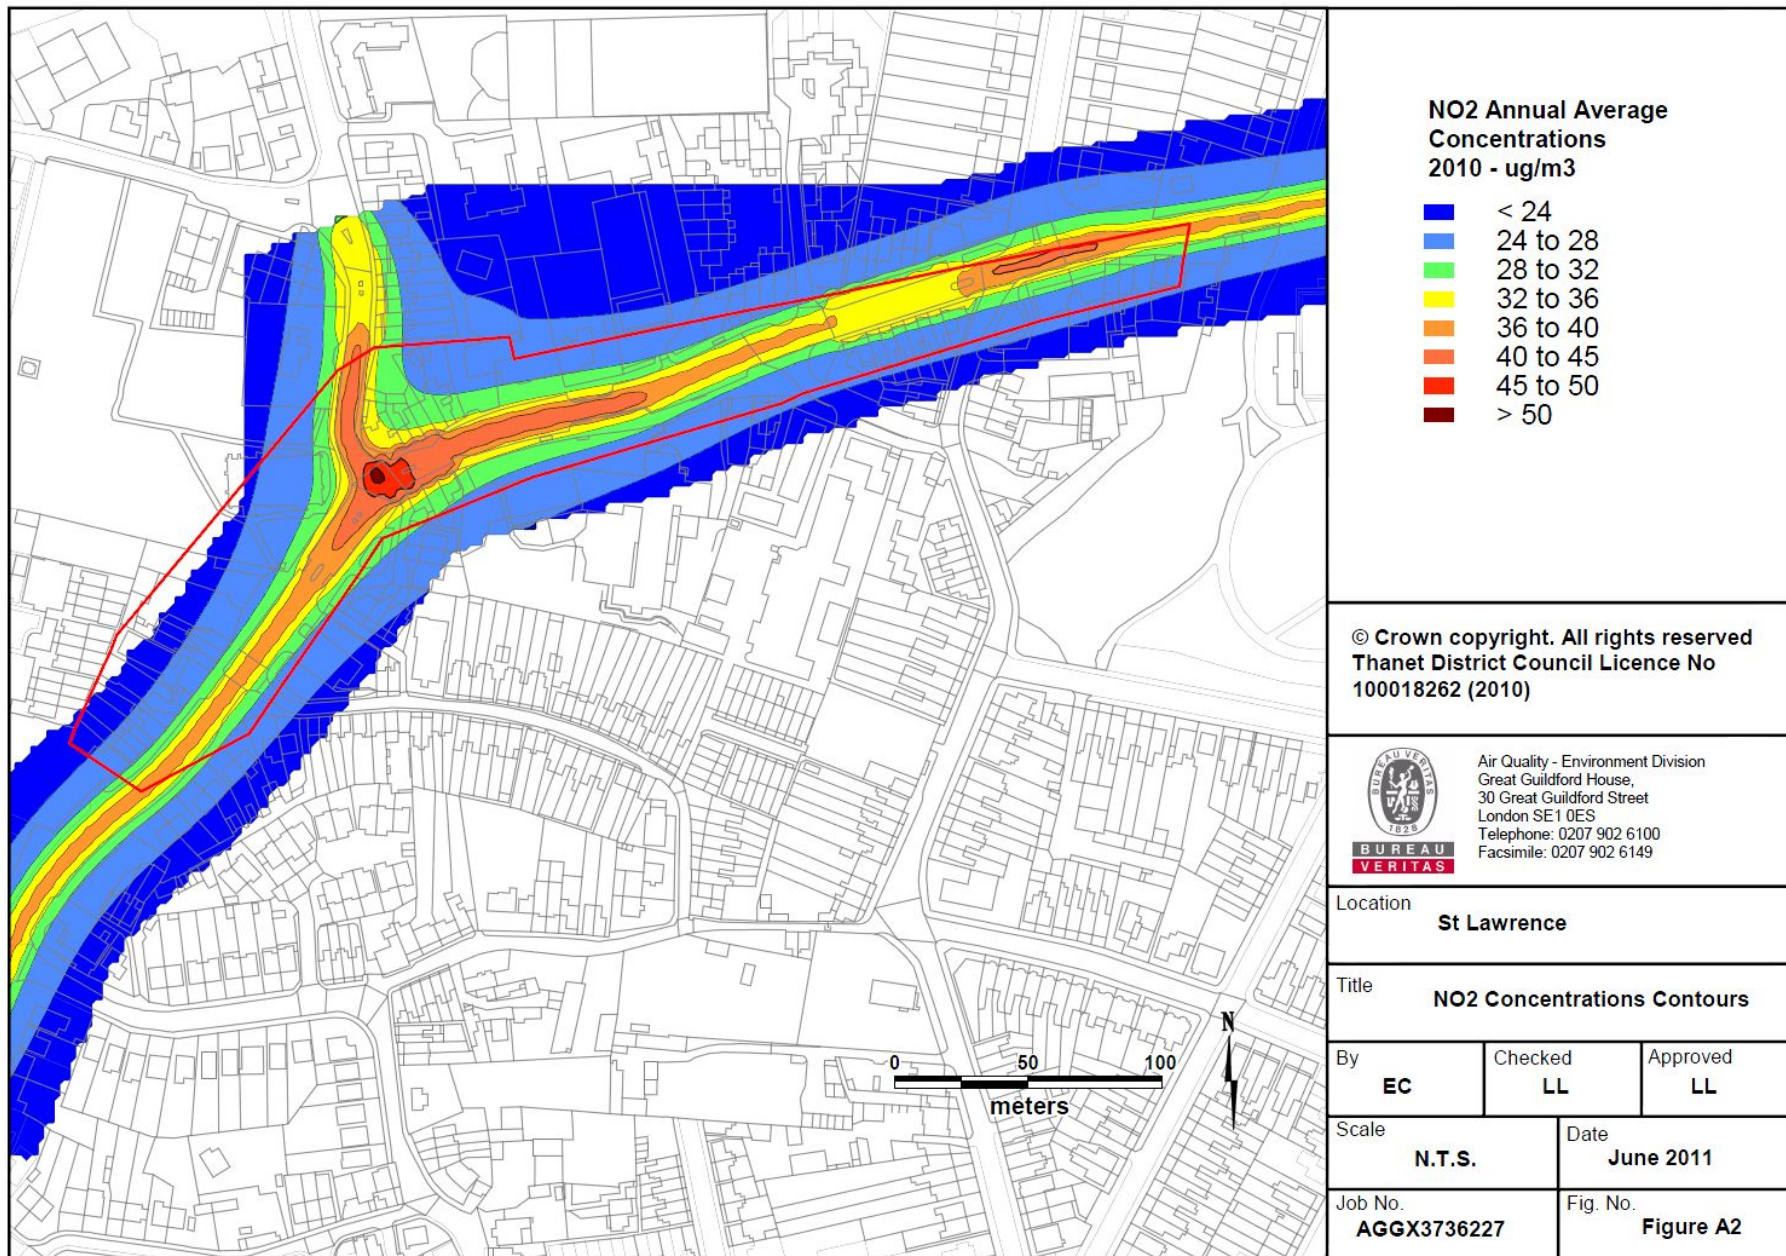 NO2 Annual Average
Concentrations
2010 - ug/m3
< 24
24 to 28
28 to 32
32 to 36
36 to 40
40 to 45
45 to 50
> 50
© Crown copyright. All rights reserved
Thanet District Council Licence No
100018262 (2010)
BUREAU VERITAS
1828
BUREAU
VERITAS
Air Quality - Environment Division
Great Guildford House,
30 Great Guildford Street
London SE1 0ES
Telephone: 0207 902 6100
Facsimile: 0207 902 6149
Location
St Lawrence
Title
NO2 Concentrations Contours
By
EC
Checked
LL
Approved
LL
Scale
N.T.S.
Date
June 2011
Job No.
AGGX3736227
Fig. No.
Figure A2
N
0 50 100
meters